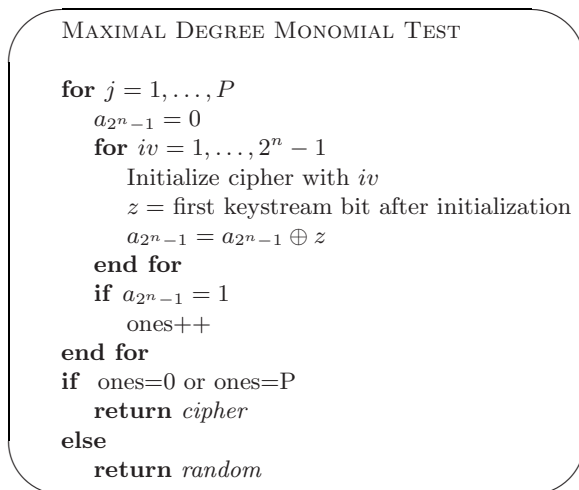 MAXIMAL DEGREE MONOMIAL TEST
for j = 1, . . . , P
a_{2^n−1} = 0
for iv = 1, . . . , 2^n − 1
Initialize cipher with iv
z = first keystream bit after initialization
a_{2^n−1} = a_{2^n−1} ⊕ z
end for
if a_{2^n−1} = 1
ones++
end for
if ones=0 or ones=P
return cipher
else
return random